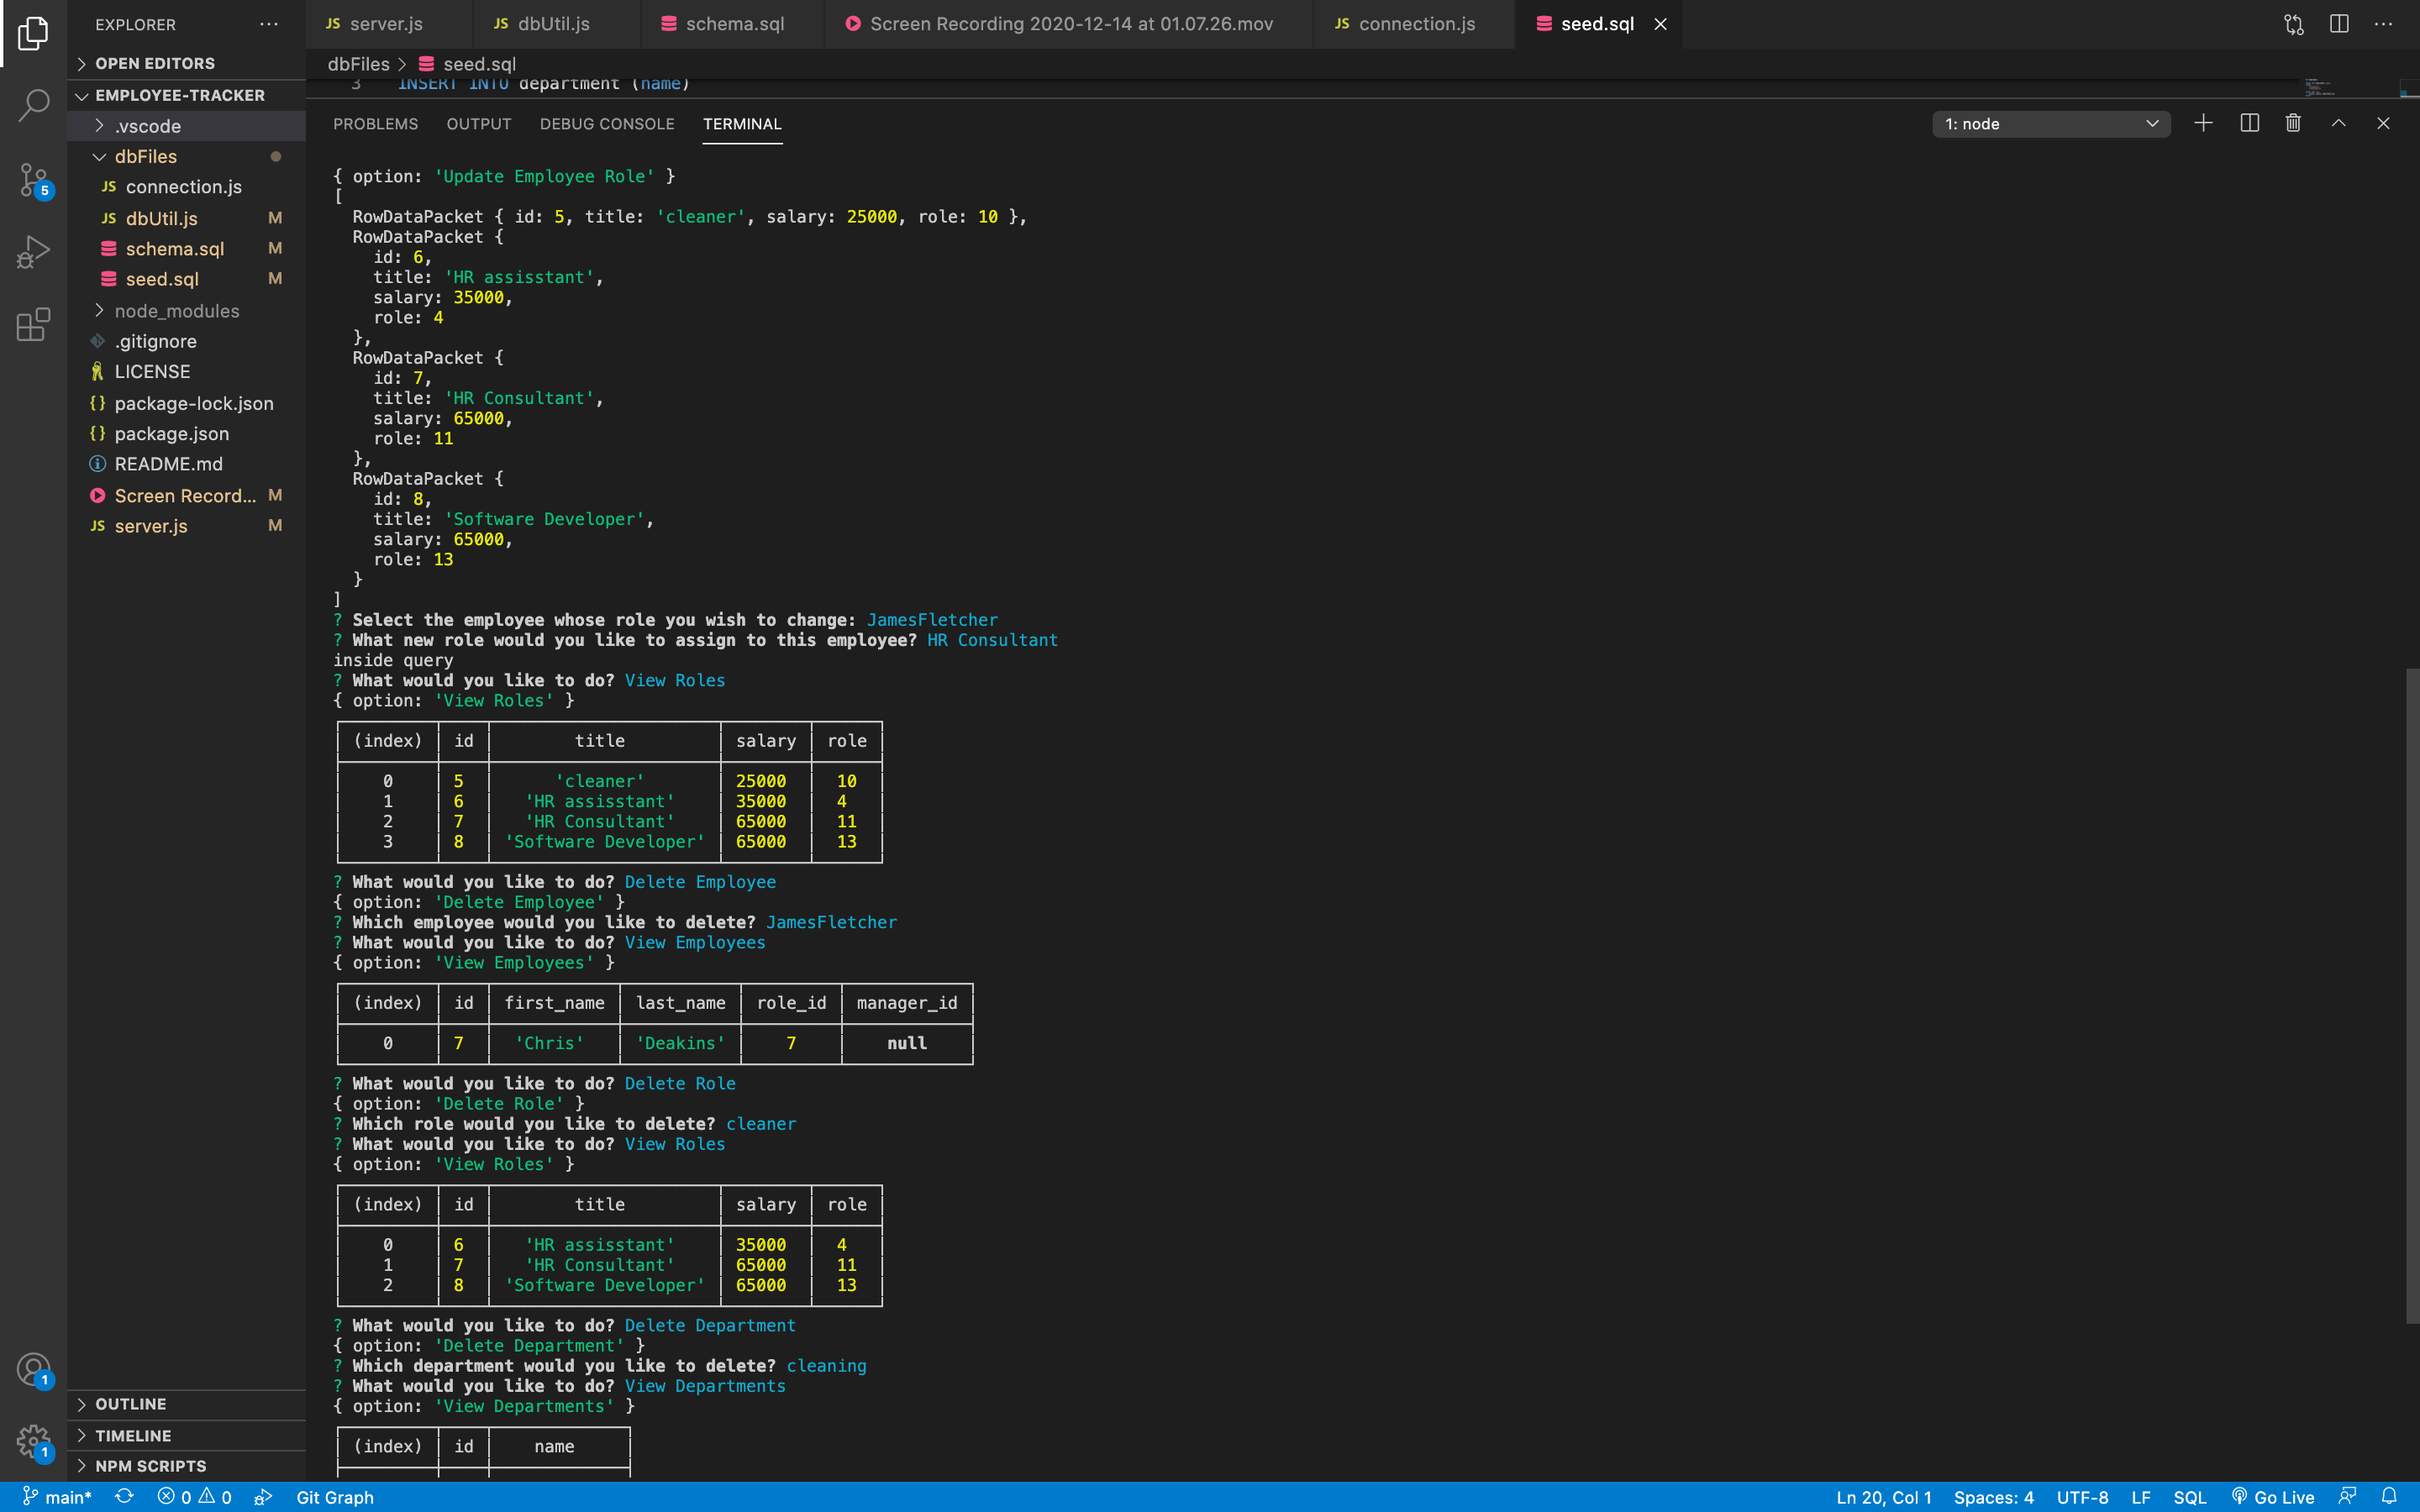 EXPLORER
OPEN EDITORS
EMPLOYEE-TRACKER
.vscode
dbFiles
JS connection.js
JS dbUtil.js M
schema.sql M
seed.sql M
node_modules
.gitignore
LICENSE
{} package-lock.json
{} package.json
README.md
Screen Record... M
JS server.js M
OUTLINE
TIMELINE
NPM SCRIPTS
5
1
1
JS server.js
JS dbUtil.js
schema.sql
Screen Recording 2020-12-14 at 01.07.26.mov
JS connection.js
seed.sql
dbFiles > seed.sql
3 INSERT INTO department (name)
PROBLEMS OUTPUT DEBUG CONSOLE TERMINAL
1: node
{ option: 'Update Employee Role' }
[
RowDataPacket { id: 5, title: 'cleaner', salary: 25000, role: 10 },
RowDataPacket {
id: 6,
title: 'HR assisstant',
salary: 35000,
role: 4
},
RowDataPacket {
id: 7,
title: 'HR Consultant',
salary: 65000,
role: 11
},
RowDataPacket {
id: 8,
title: 'Software Developer',
salary: 65000,
role: 13
}
]
? Select the employee whose role you wish to change: JamesFletcher
? What new role would you like to assign to this employee? HR Consultant
inside query
? What would you like to do? View Roles
{ option: 'View Roles' }
(index) id title salary role
0 5 'cleaner' 25000 10
1 6 'HR assisstant' 35000 4
2 7 'HR Consultant' 65000 11
3 8 'Software Developer' 65000 13
? What would you like to do? Delete Employee
{ option: 'Delete Employee' }
? Which employee would you like to delete? JamesFletcher
? What would you like to do? View Employees
{ option: 'View Employees' }
(index) id first_name last_name role_id manager_id
0 7 'Chris' 'Deakins' 7 null
? What would you like to do? Delete Role
{ option: 'Delete Role' }
? Which role would you like to delete? cleaner
? What would you like to do? View Roles
{ option: 'View Roles' }
(index) id title salary role
0 6 'HR assisstant' 35000 4
1 7 'HR Consultant' 65000 11
2 8 'Software Developer' 65000 13
? What would you like to do? Delete Department
{ option: 'Delete Department' }
? Which department would you like to delete? cleaning
? What would you like to do? View Departments
{ option: 'View Departments' }
(index) id name
main* 0 0 Git Graph
Ln 20, Col 1 Spaces: 4 UTF-8 LF SQL Go Live